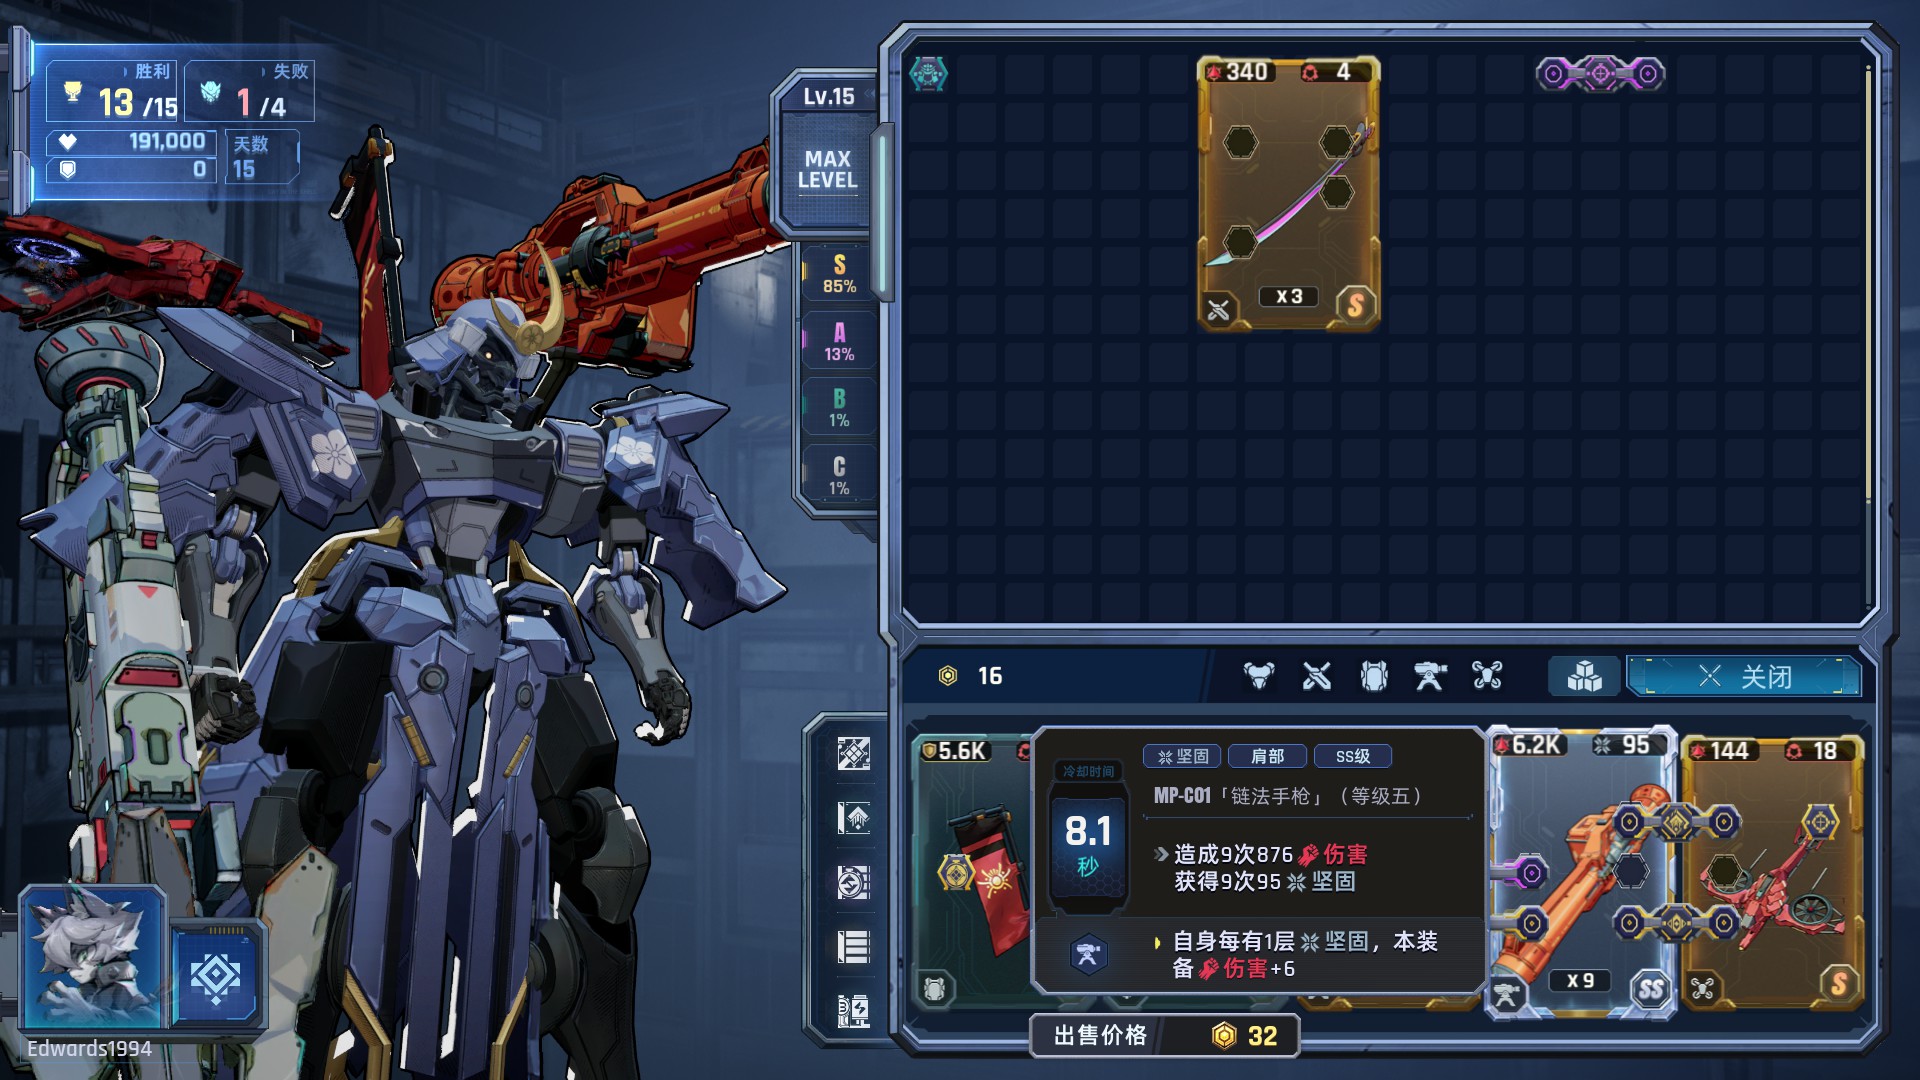 胜利
13 /15
失败
1 /4
191,000
0
天数
15
Lv.15
MAX
LEVEL
S
85%
A
13%
B
1%
C
1%
340
4
x3
S
16
关闭
5.6K
冷却时间
8.1
秒
坚固
肩部
SS级
MP-C01「链法手枪」（等级五）
造成9次876伤害
获得9次95坚固
自身每有1层坚固，本装
备伤害+6
6.2K
95
x9
SS
144
18
S
出售价格
32
Edwards1994